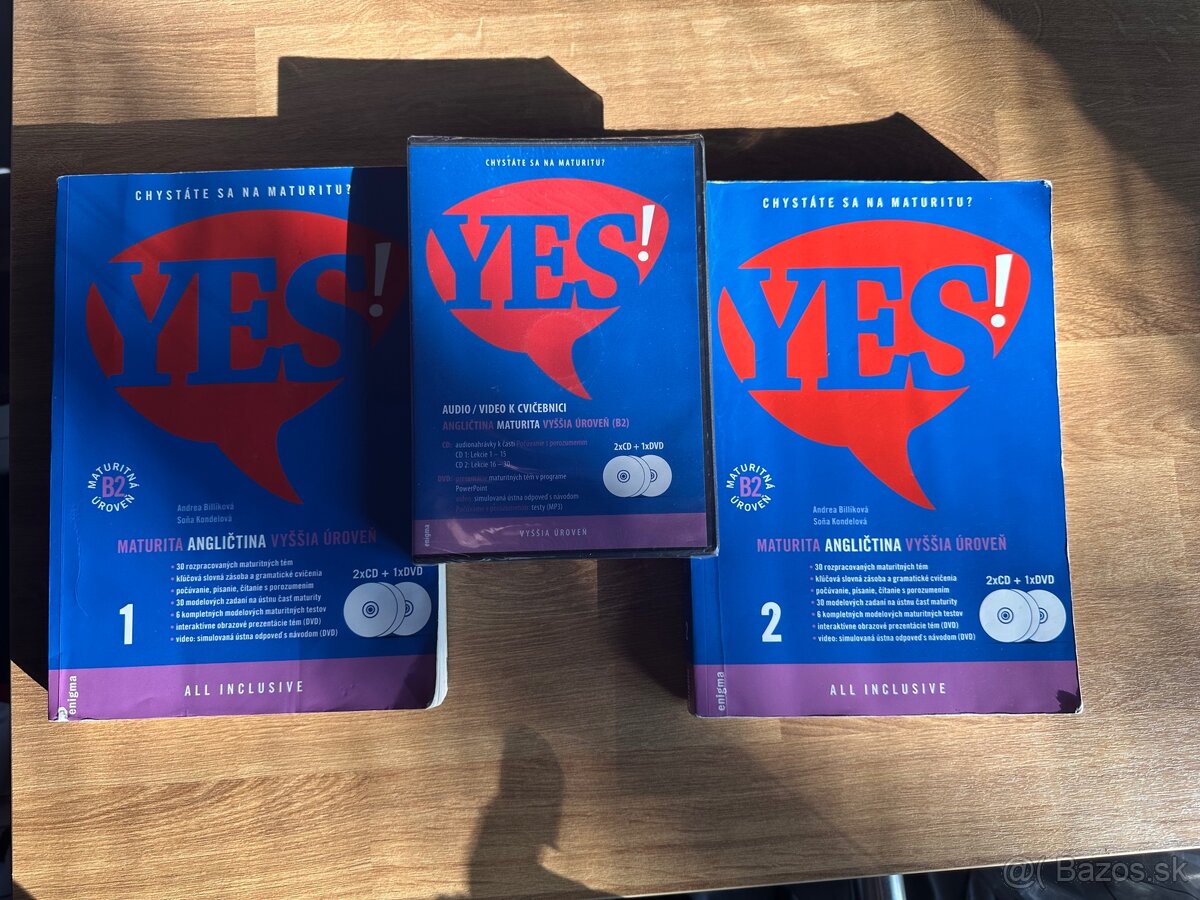 CHYSTÁTE SA NA MATURITU?
YES!
MATURITNÁ
B2
ÚROVEŇ
Andrea Billíková
Soňa Kondelová
MATURITA ANGLIČTINA VYŠŠIA ÚROVEŇ
• 30 rozpracovaných maturitných tém
• kľúčová slovná zásoba a gramatické cvičenia
• počúvanie, písanie, čítanie s porozumením
• 30 modelových zadaní na ústnu časť maturity
• 6 kompletných modelových maturitných testov
• interaktívne obrazové prezentácie tém (DVD)
• video: simulovaná ústna odpoveď s návodom (DVD)
2xCD + 1xDVD
1
enigma
ALL INCLUSIVE
CHYSTÁTE SA NA MATURITU?
YES!
AUDIO / VIDEO K CVIČEBNICI
ANGLIČTINA MATURITA VYŠŠIA ÚROVEŇ (B2)
CD: audionahrávky k časti Počúvanie s porozumením
CD 1: Lekcie 1 – 15
CD 2: Lekcie 16 – 30
DVD: maturitných tém v programe
PowerPoint
video: simulovaná ústna odpoveď s návodom
Počúvanie s porozumením: testy (MP3)
2xCD + 1xDVD
enigma
VYŠŠIA ÚROVEŇ
CHYSTÁTE SA NA MATURITU?
YES!
MATURITNÁ
B2
ÚROVEŇ
Andrea Billíková
Soňa Kondelová
MATURITA ANGLIČTINA VYŠŠIA ÚROVEŇ
• 30 rozpracovaných maturitných tém
• kľúčová slovná zásoba a gramatické cvičenia
• počúvanie, písanie, čítanie s porozumením
• 30 modelových zadaní na ústnu časť maturity
• 6 kompletných modelových maturitných testov
• interaktívne obrazové prezentácie tém (DVD)
• video: simulovaná ústna odpoveď s návodom (DVD)
2xCD + 1xDVD
2
enigma
ALL INCLUSIVE
@( Bazos.sk